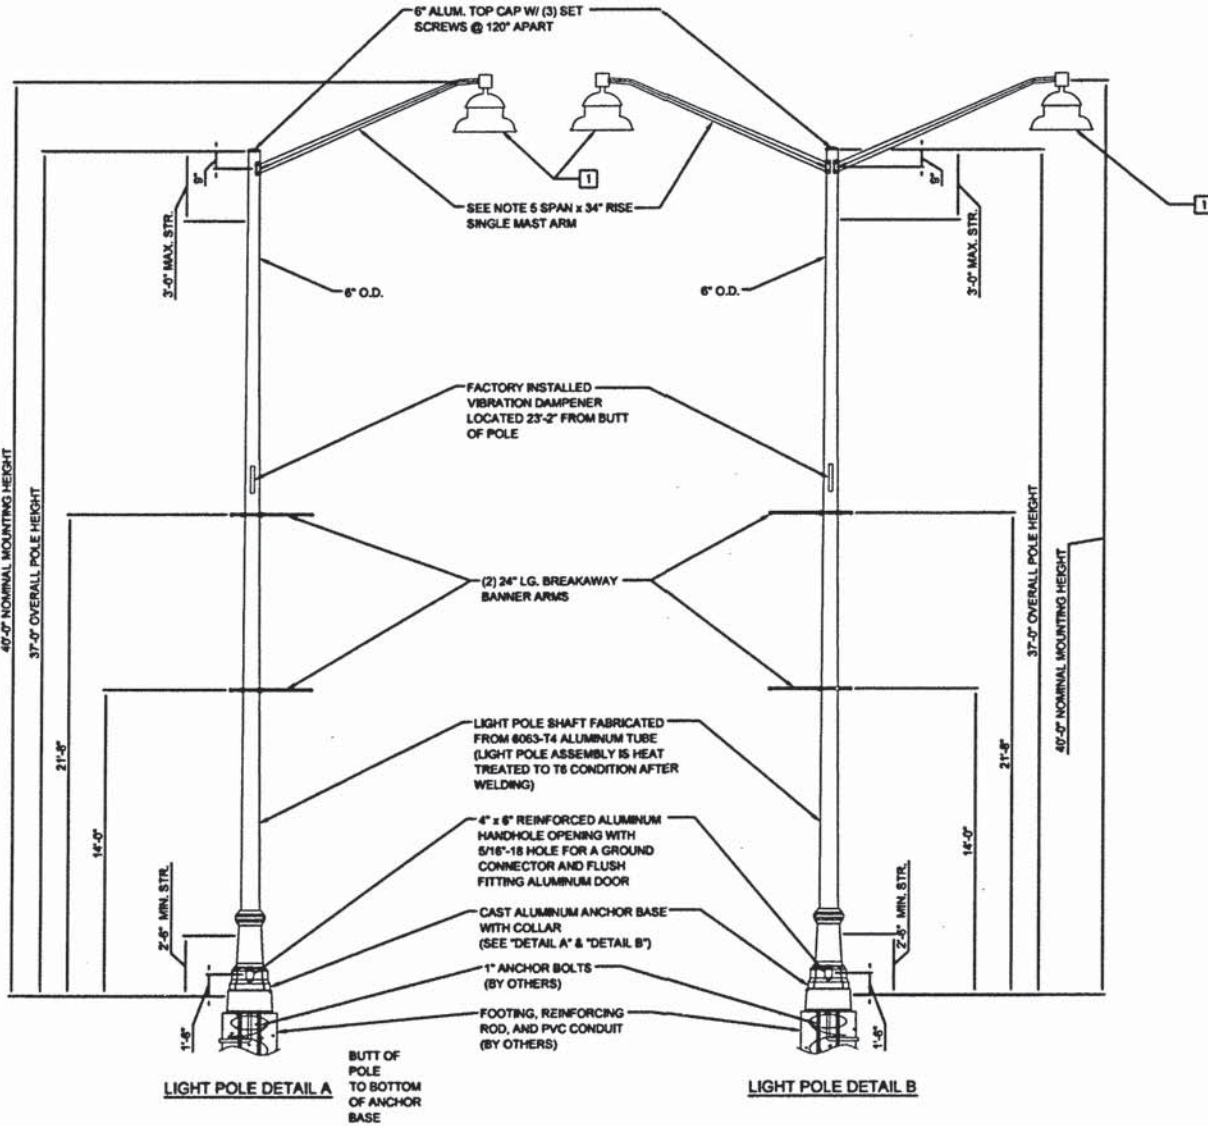 6" ALUM. TOP CAP W/ (3) SET
SCREWS @ 120° APART
1
1
SEE NOTE 5 SPAN x 34" RISE
SINGLE MAST ARM
9"
9"
3'-0" MAX. STR.
3'-0" MAX. STR.
6" O.D.
6" O.D.
FACTORY INSTALLED
VIBRATION DAMPENER
LOCATED 23'-2" FROM BUTT
OF POLE
40'-0" NOMINAL MOUNTING HEIGHT
37'-0" OVERALL POLE HEIGHT
37'-0" OVERALL POLE HEIGHT
40'-0" NOMINAL MOUNTING HEIGHT
(2) 24" LG. BREAKAWAY
BANNER ARMS
21'-8"
21'-8"
14'-0"
14'-0"
LIGHT POLE SHAFT FABRICATED
FROM 6063-T4 ALUMINUM TUBE
(LIGHT POLE ASSEMBLY IS HEAT
TREATED TO T6 CONDITION AFTER
WELDING)
4" x 6" REINFORCED ALUMINUM
HANDHOLE OPENING WITH
5/16"-18 HOLE FOR A GROUND
CONNECTOR AND FLUSH
FITTING ALUMINUM DOOR
2'-6" MIN. STR.
2'-6" MIN. STR.
CAST ALUMINUM ANCHOR BASE
WITH COLLAR
(SEE "DETAIL A" & "DETAIL B")
1" ANCHOR BOLTS
(BY OTHERS)
1'-6"
1'-6"
FOOTING, REINFORCING
ROD, AND PVC CONDUIT
(BY OTHERS)
BUTT OF
POLE
TO BOTTOM
OF ANCHOR
BASE
LIGHT POLE DETAIL A
LIGHT POLE DETAIL B